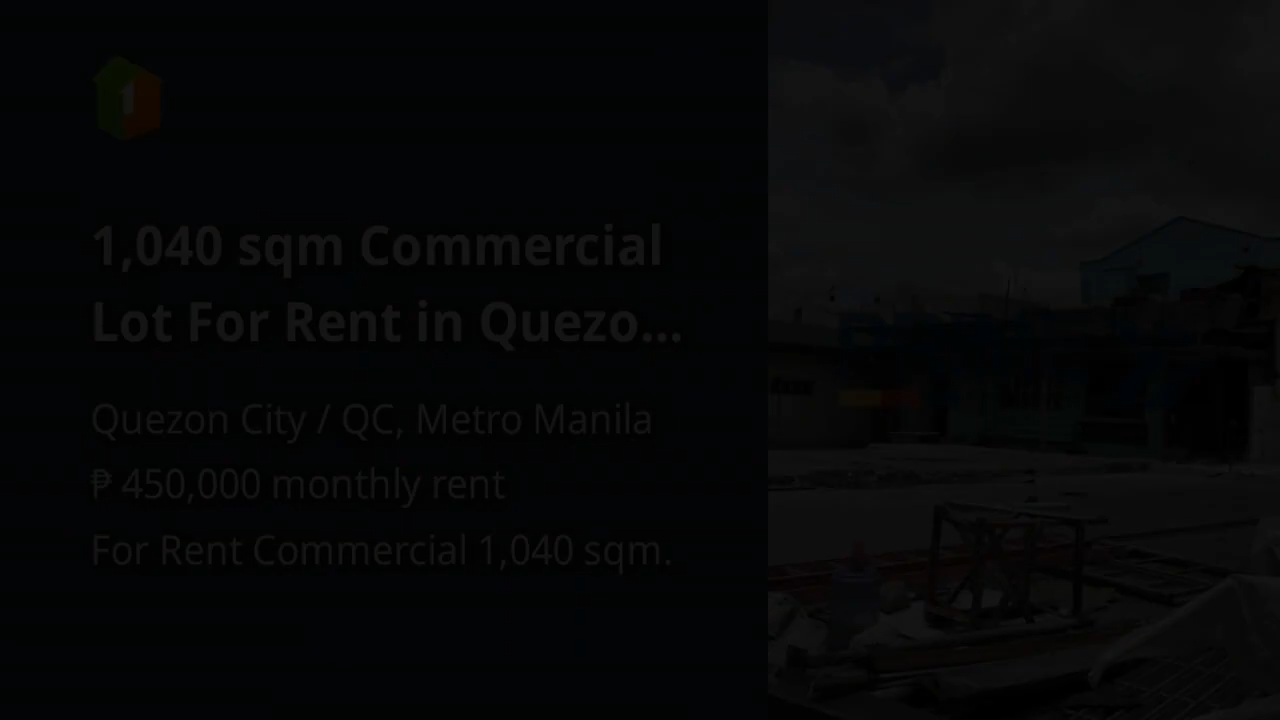 1
1,040 sqm Commercial
Lot For Rent in Quezo...
Quezon City / QC, Metro Manila
₱ 450,000 monthly rent
For Rent Commercial 1,040 sqm.